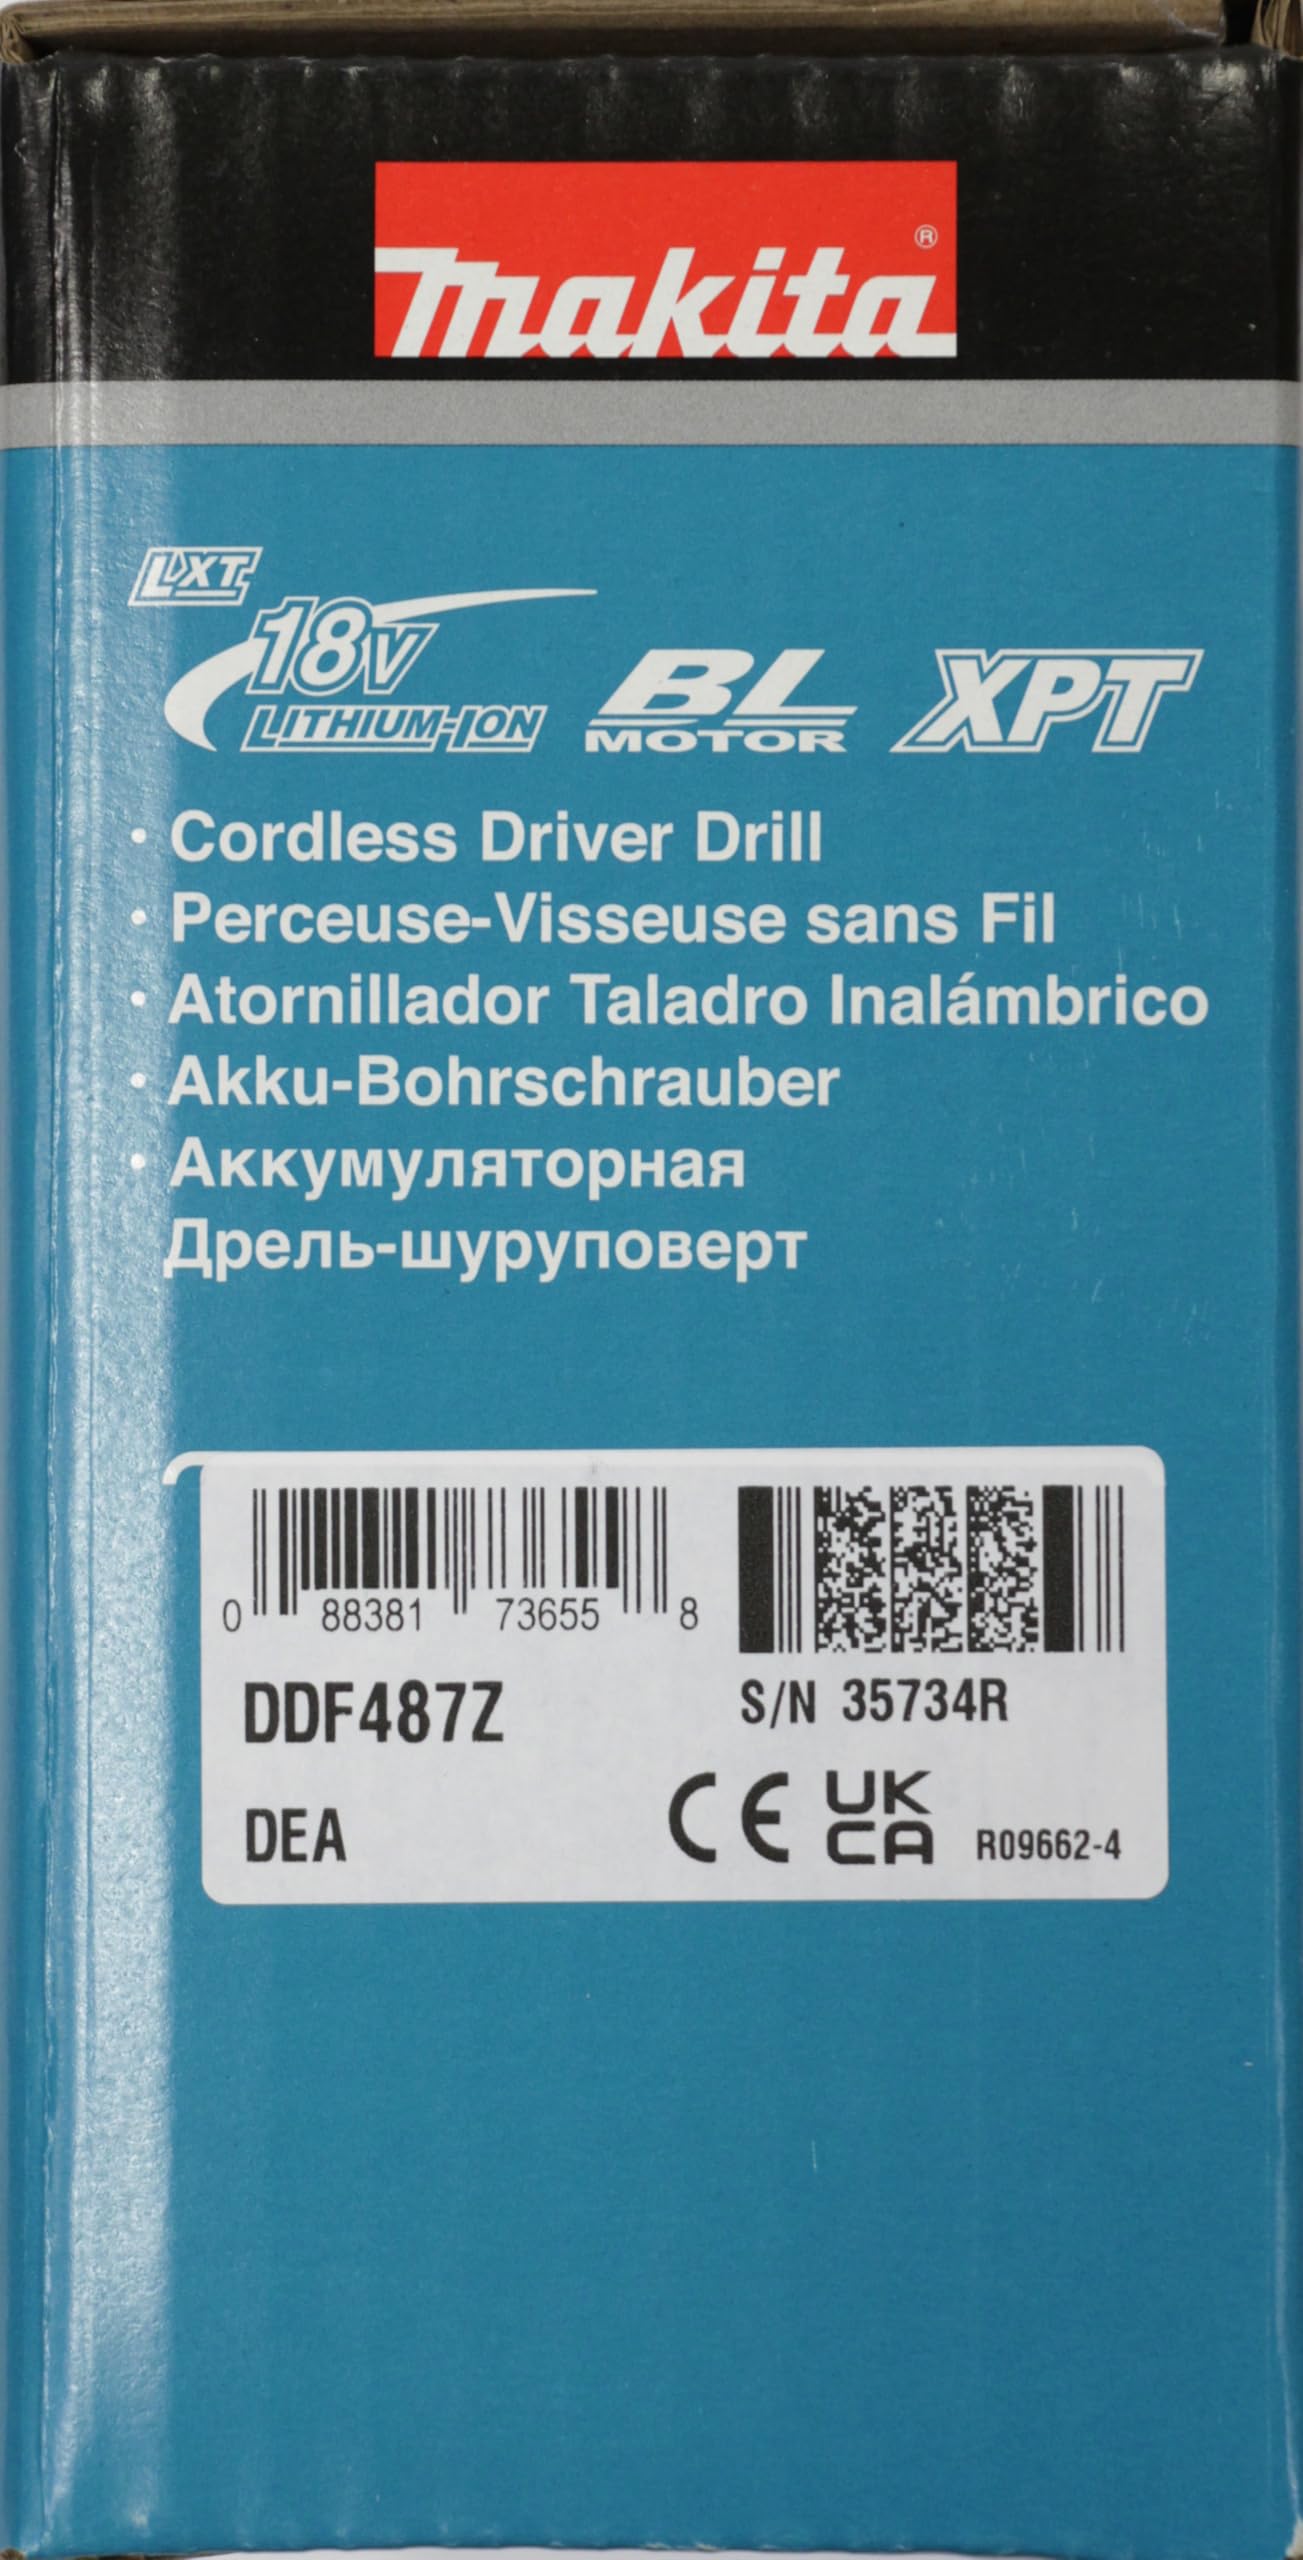 makita®
LXT
18V
LITHIUM-ION
BL
MOTOR
XPT
• Cordless Driver Drill
• Perceuse-Visseuse sans Fil
• Atornillador Taladro Inalámbrico
• Akku-Bohrschrauber
• Аккумуляторная
Дрель-шуруповерт
0 88381 73655 8
DDF487Z
S/N 35734R
DEA
CE
UK
CA
R09662-4